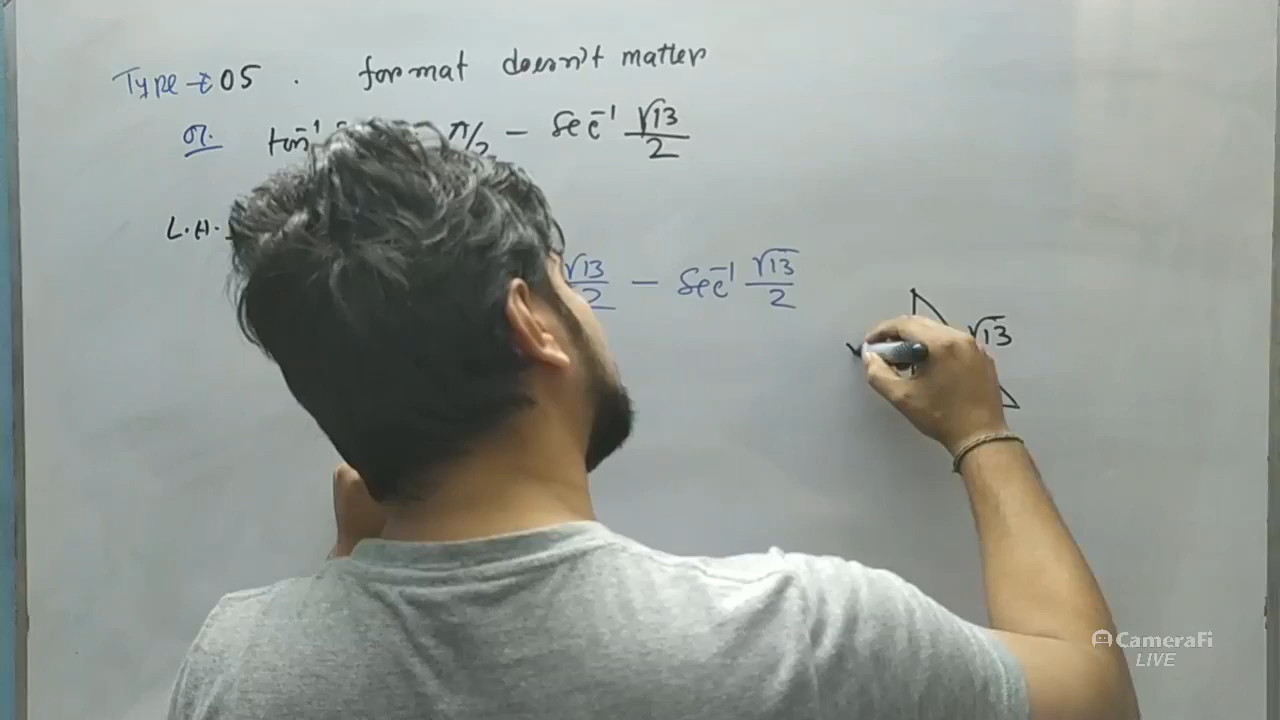 Type → 05 . format doesn't matter
Q. tan⁻¹ π/2 − sec⁻¹ √13/2
L.H.
√13/2 − sec⁻¹ √13/2
√13
CameraFi
LIVE